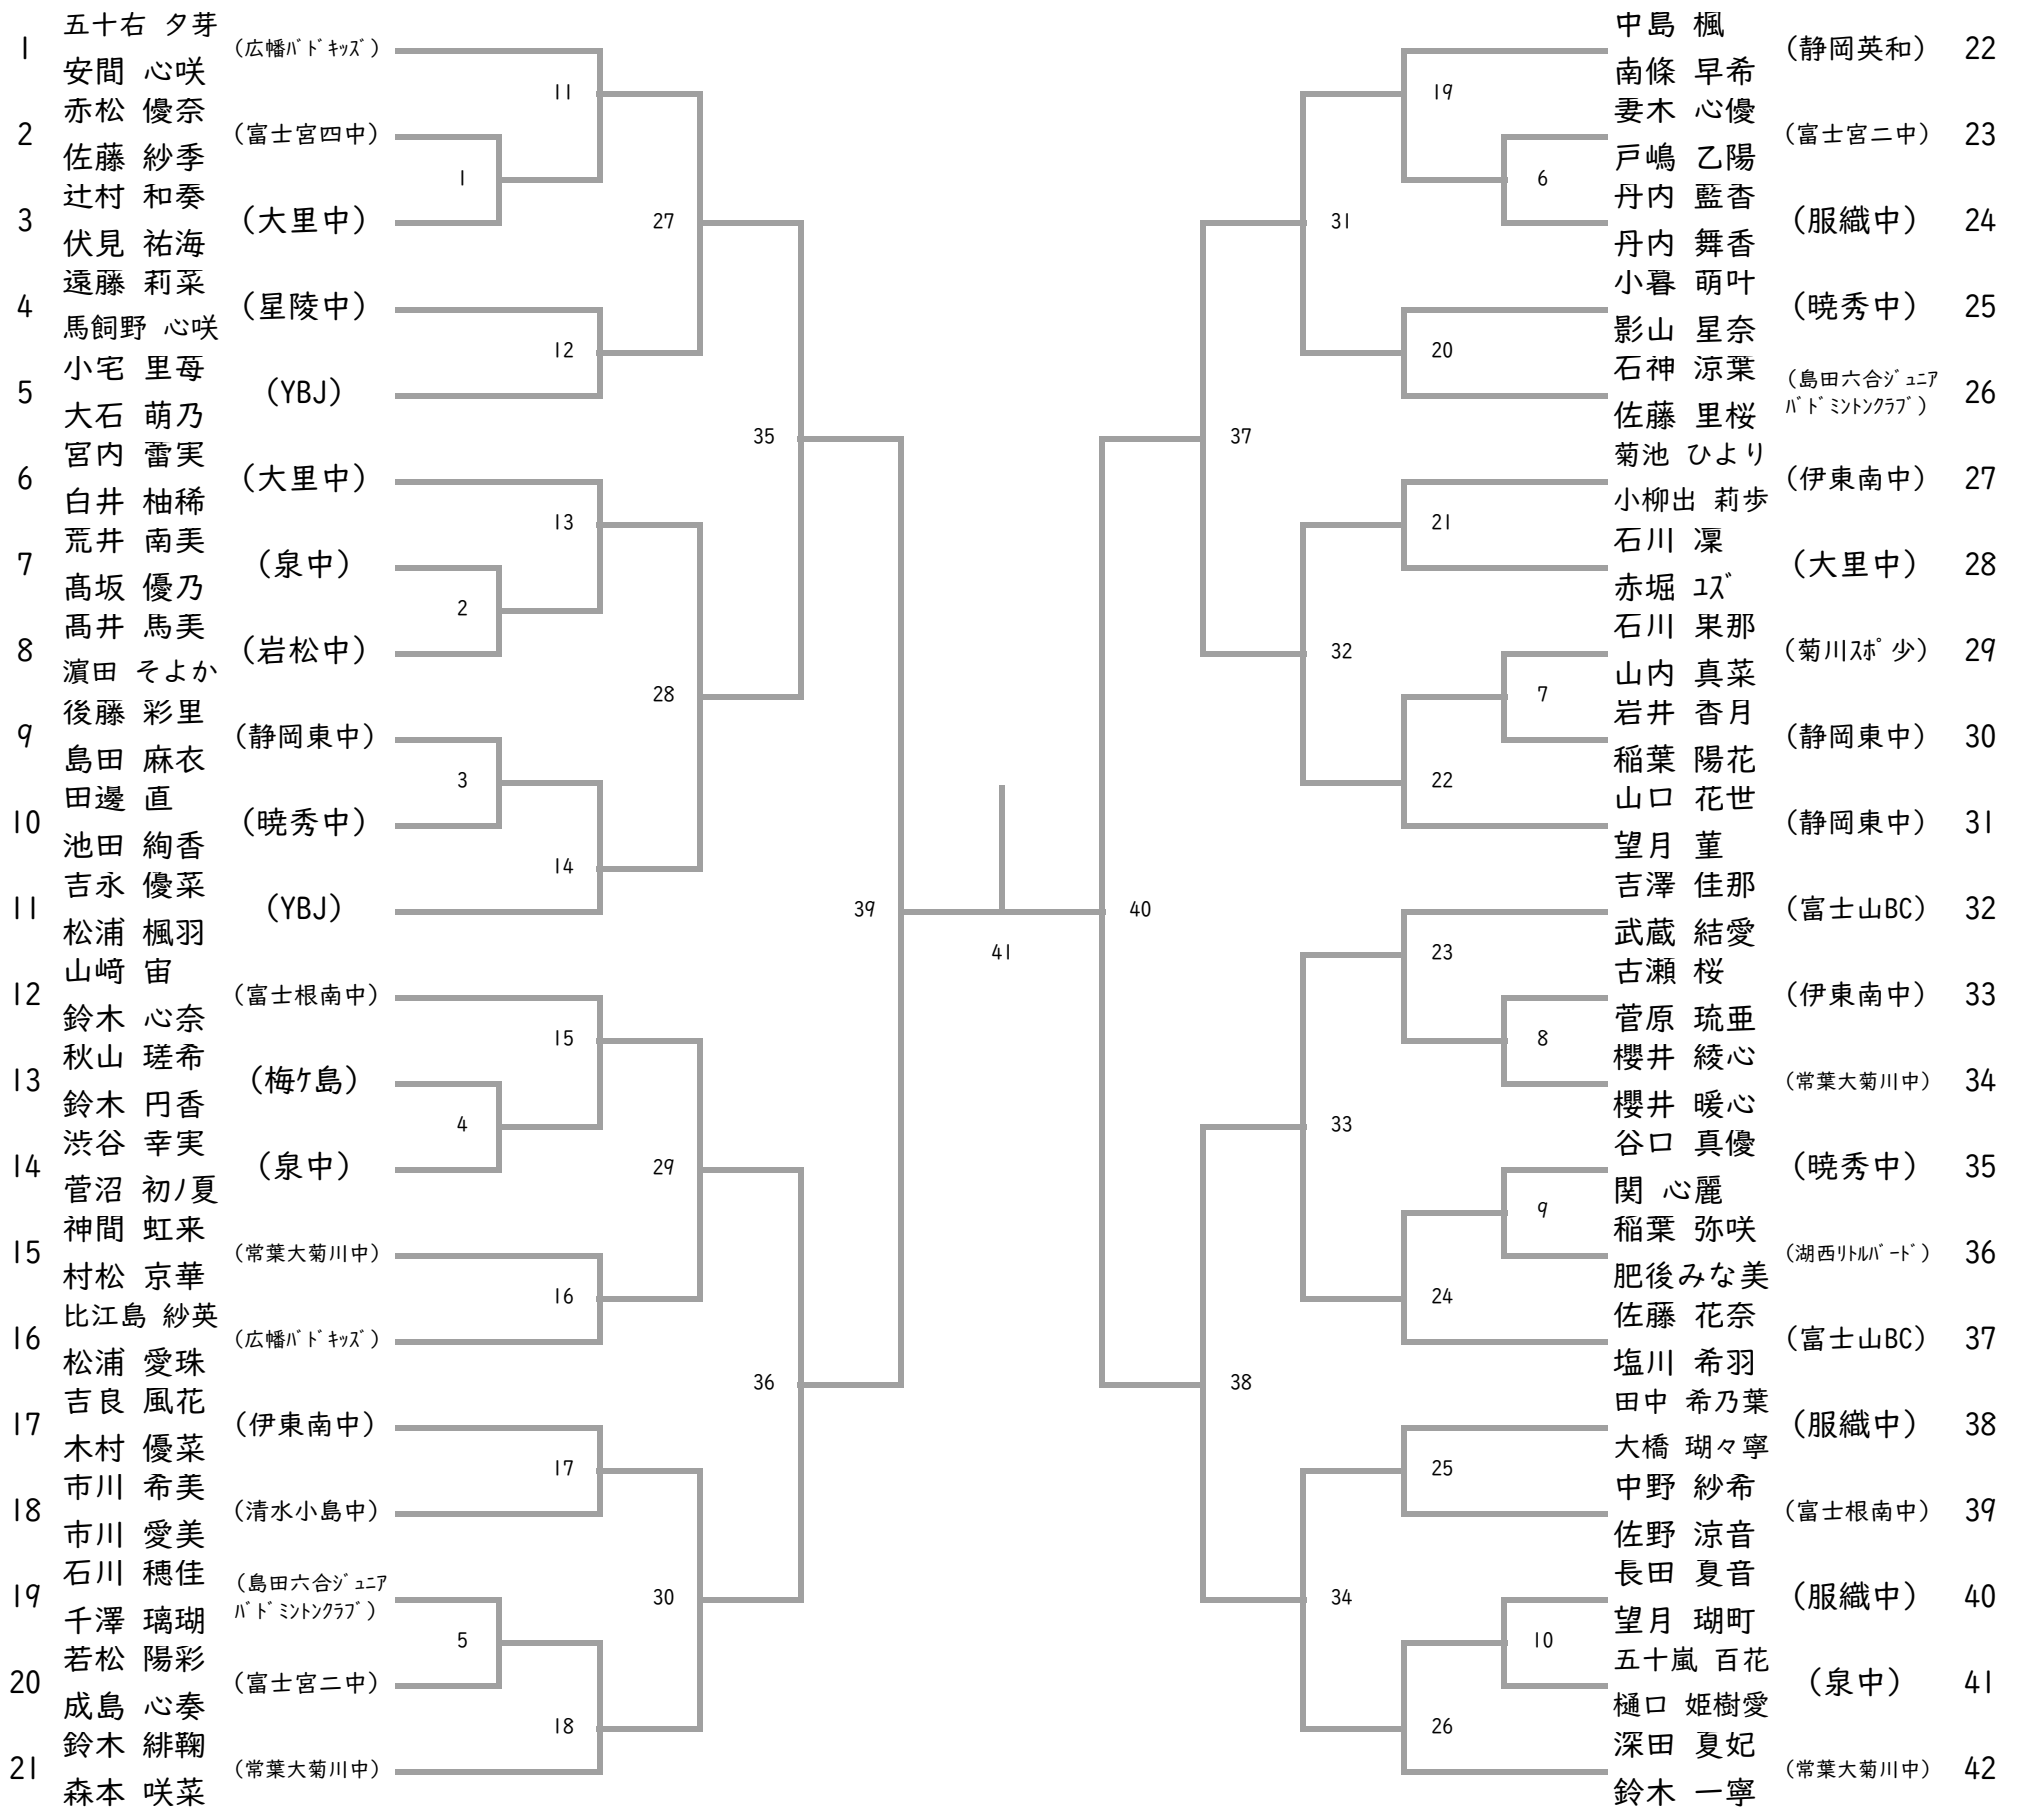 1 五十右 夕芽 (広幡ﾊﾞﾄﾞｷｯｽﾞ)
安間 心咲
2 赤松 優奈 (富士宮四中)
佐藤 紗季
3 辻村 和奏 (大里中)
伏見 祐海
4 遠藤 莉菜 (星陵中)
馬飼野 心咲
5 小宅 里苺 (YBJ)
大石 萌乃
6 宮内 蕾実 (大里中)
白井 柚稀
7 荒井 南美 (泉中)
髙坂 優乃
8 髙井 馬美 (岩松中)
濵田 そよか
9 後藤 彩里 (静岡東中)
島田 麻衣
10 田邊 直 (暁秀中)
池田 絢香
11 吉永 優菜 (YBJ)
松浦 楓羽
12 山﨑 宙 (富士根南中)
鈴木 心奈
13 秋山 瑳希 (梅ｹ島)
鈴木 円香
14 渋谷 幸実 (泉中)
菅沼 初ﾉ夏
15 神間 虹来 (常葉大菊川中)
村松 京華
16 比江島 紗英 (広幡ﾊﾞﾄﾞｷｯｽﾞ)
松浦 愛珠
17 吉良 風花 (伊東南中)
木村 優菜
18 市川 希美 (清水小島中)
市川 愛美
19 石川 穂佳 (島田六合ｼﾞｭﾆｱ
ﾊﾞﾄﾞﾐﾝﾄﾝｸﾗﾌﾞ)
千澤 璃瑚
20 若松 陽彩 (富士宮二中)
成島 心奏
21 鈴木 緋鞠 (常葉大菊川中)
森本 咲菜
11
1
27
12
35
13
2
28
3
14
39
15
4
29
16
36
17
30
5
18
41
40
19
6
31
20
37
21
32
7
22
23
8
33
9
24
38
25
34
10
26
中島 楓 (静岡英和) 22
南條 早希
妻木 心優 (富士宮二中) 23
戸嶋 乙陽
丹内 藍香 (服織中) 24
丹内 舞香
小暮 萌叶 (暁秀中) 25
影山 星奈
石神 涼葉 (島田六合ｼﾞｭﾆｱ
ﾊﾞﾄﾞﾐﾝﾄﾝｸﾗﾌﾞ) 26
佐藤 里桜
菊池 ひより (伊東南中) 27
小柳出 莉歩
石川 凜 (大里中) 28
赤堀 ﾕｽﾞ
石川 果那 (菊川ｽﾎﾟ少) 29
山内 真菜
岩井 香月 (静岡東中) 30
稲葉 陽花
山口 花世 (静岡東中) 31
望月 菫
吉澤 佳那 (富士山BC) 32
武蔵 結愛
古瀬 桜 (伊東南中) 33
菅原 琉亜
櫻井 綾心 (常葉大菊川中) 34
櫻井 暖心
谷口 真優 (暁秀中) 35
関 心麗
稲葉 弥咲 (湖西ﾘﾄﾙﾊﾞｰﾄﾞ) 36
肥後みな美
佐藤 花奈 (富士山BC) 37
塩川 希羽
田中 希乃葉 (服織中) 38
大橋 瑚々寧
中野 紗希 (富士根南中) 39
佐野 涼音
長田 夏音 (服織中) 40
望月 瑚町
五十嵐 百花 (泉中) 41
樋口 姫樹愛
深田 夏妃 (常葉大菊川中) 42
鈴木 一寧